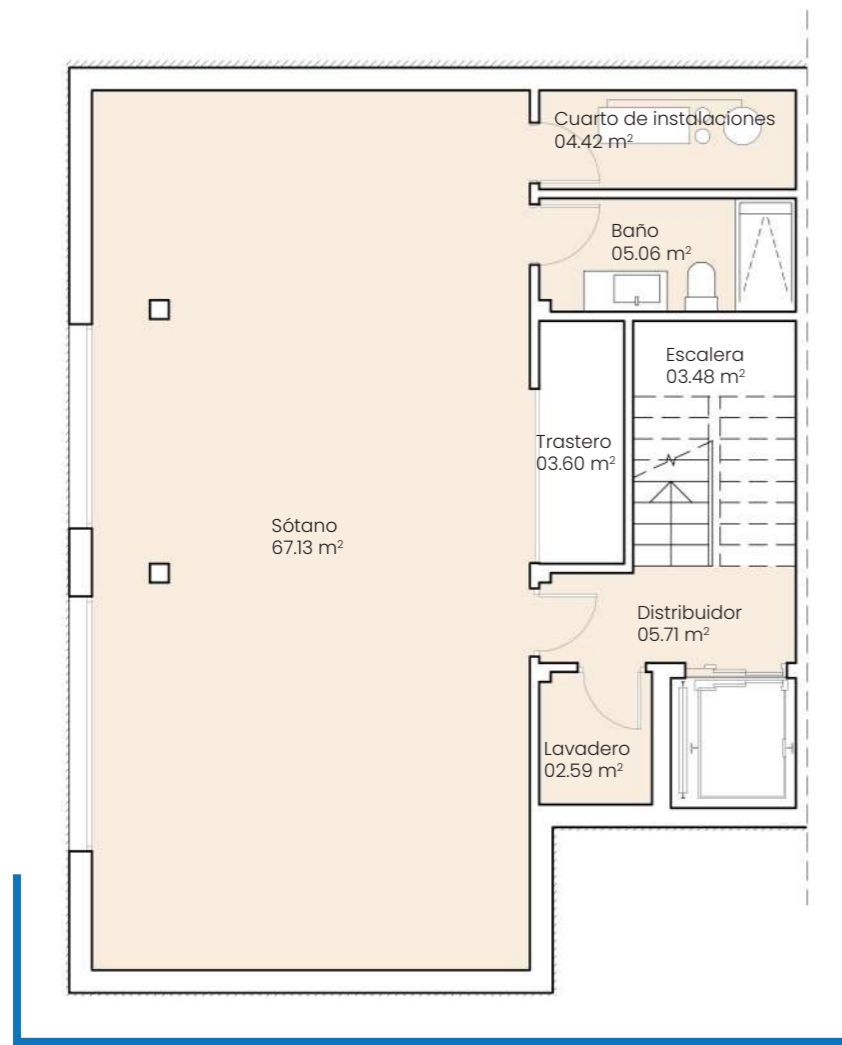 Cuarto de instalaciones
04.42 m²
Baño
05.06 m²
Escalera
03.48 m²
Trastero
03.60 m²
Sótano
67.13 m²
Distribuidor
05.71 m²
Lavadero
02.59 m²